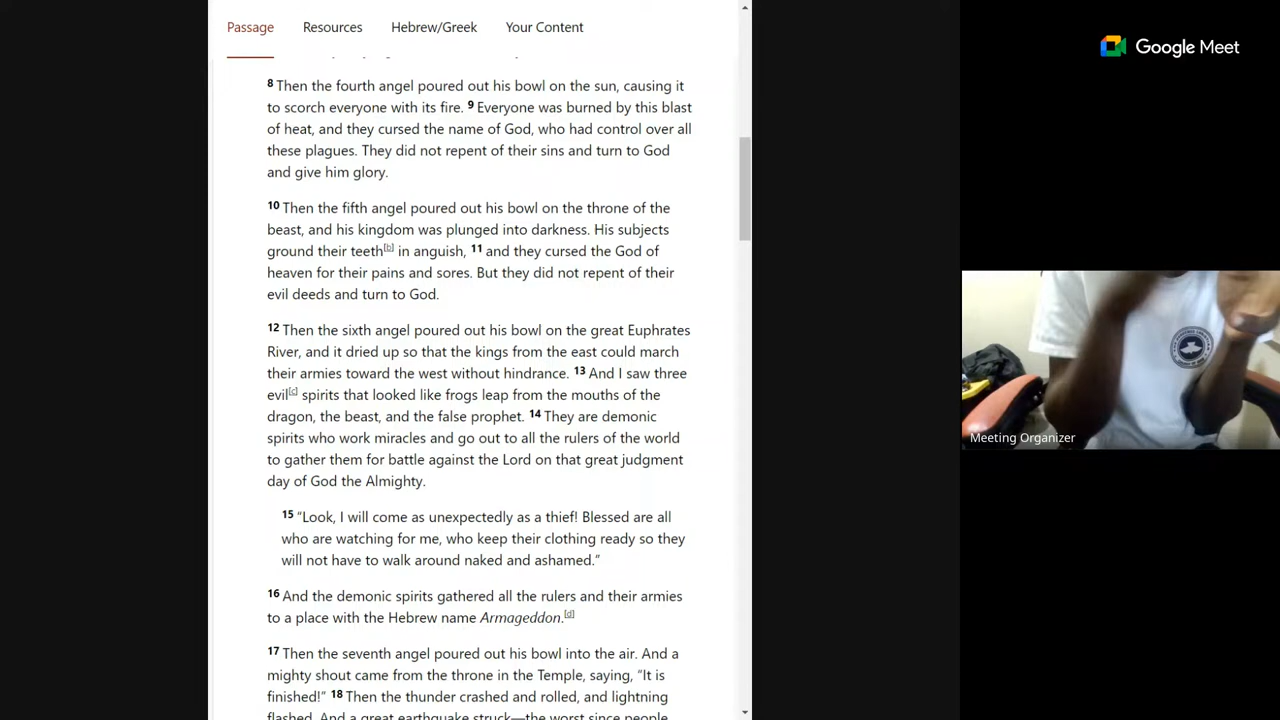 Passage
Resources
Hebrew/Greek
Your Content
8 Then the fourth angel poured out his bowl on the sun, causing it
to scorch everyone with its fire. 9 Everyone was burned by this blast
of heat, and they cursed the name of God, who had control over all
these plagues. They did not repent of their sins and turn to God
and give him glory.
10 Then the fifth angel poured out his bowl on the throne of the
beast, and his kingdom was plunged into darkness. His subjects
ground their teeth[b] in anguish, 11 and they cursed the God of
heaven for their pains and sores. But they did not repent of their
evil deeds and turn to God.
12 Then the sixth angel poured out his bowl on the great Euphrates
River, and it dried up so that the kings from the east could march
their armies toward the west without hindrance. 13 And I saw three
evil[c] spirits that looked like frogs leap from the mouths of the
dragon, the beast, and the false prophet. 14 They are demonic
spirits who work miracles and go out to all the rulers of the world
to gather them for battle against the Lord on that great judgment
day of God the Almighty.
15 “Look, I will come as unexpectedly as a thief! Blessed are all
who are watching for me, who keep their clothing ready so they
will not have to walk around naked and ashamed.”
16 And the demonic spirits gathered all the rulers and their armies
to a place with the Hebrew name Armageddon.[d]
17 Then the seventh angel poured out his bowl into the air. And a
mighty shout came from the throne in the Temple, saying, “It is
finished!” 18 Then the thunder crashed and rolled, and lightning
flashed. And a great earthquake struck—the worst since people
Google Meet
Meeting Organizer